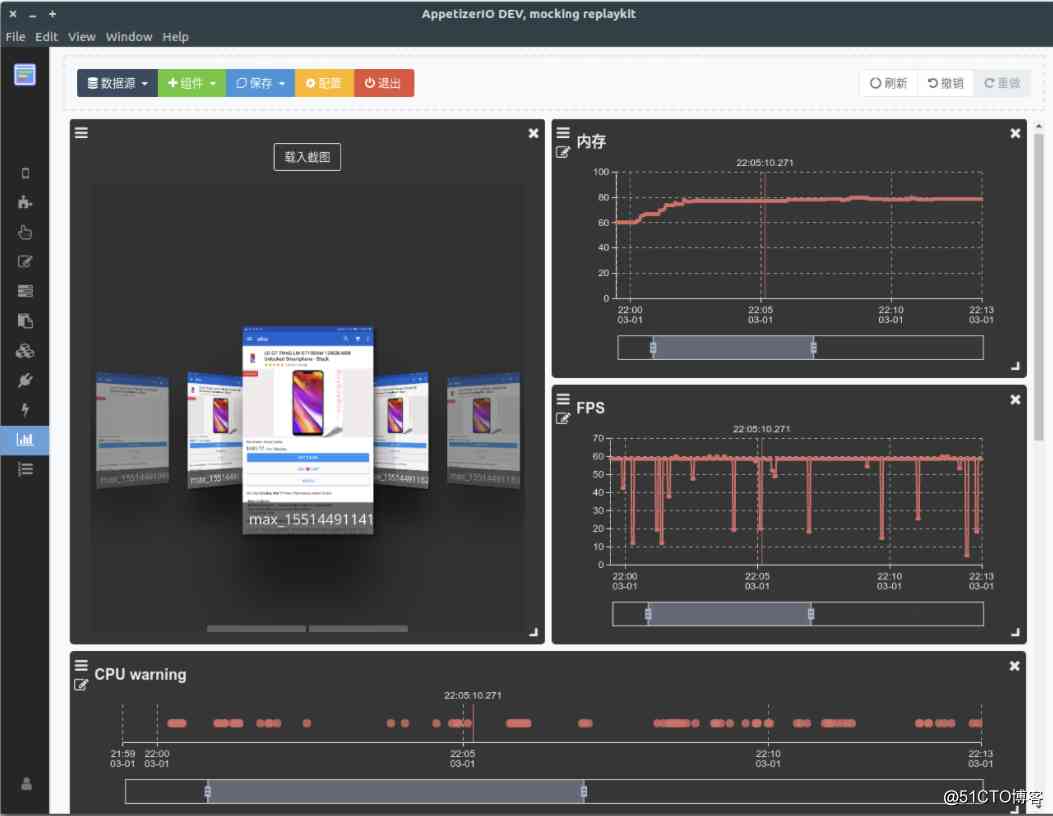 AppetizerIO DEV, mocking replaykit
File Edit View Window Help
数据源 组件 保存 配置 退出 刷新 撤销 重做
载入截图
max_15514491141
内存
22:05:10.271
100
80
60
40
20
0
22:00 22:05 22:10 22:13
03-01 03-01 03-01 03-01
FPS
22:05:10.271
70
60
50
40
30
20
10
0
22:00 22:05 22:10 22:13
03-01 03-01 03-01 03-01
CPU warning
22:05:10.271
21:59 22:00 22:05 22:10 22:13
03-01 03-01 03-01 03-01 03-01
@51CTO博客